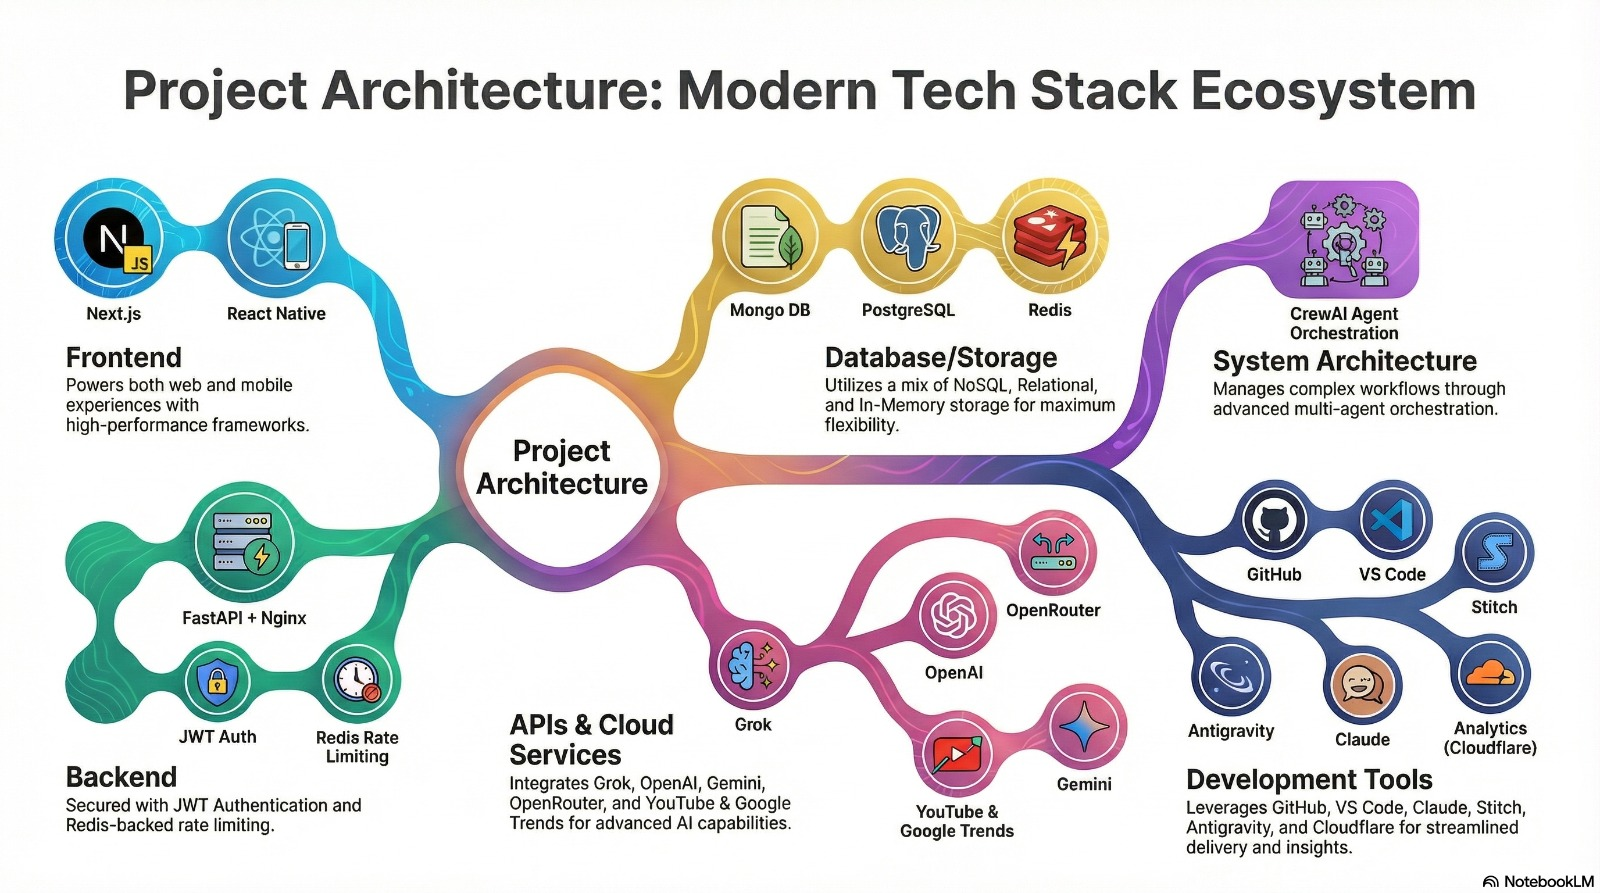 Project Architecture: Modern Tech Stack Ecosystem
N
JS
Next.js
React Native
Frontend
Powers both web and mobile
experiences with
high-performance frameworks.
Mongo DB
PostgreSQL
Redis
Database/Storage
Utilizes a mix of NoSQL, Relational,
and In-Memory storage for maximum
flexibility.
CrewAI Agent
Orchestration
System Architecture
Manages complex workflows through
advanced multi-agent orchestration.
Project
Architecture
FastAPI + Nginx
JWT Auth
Redis Rate
Limiting
Backend
Secured with JWT Authentication and
Redis-backed rate limiting.
Grok
OpenRouter
OpenAI
YouTube &
Google Trends
Gemini
APIs & Cloud
Services
Integrates Grok, OpenAI, Gemini,
OpenRouter, and YouTube & Google
Trends for advanced AI capabilities.
GitHub
VS Code
Stitch
Antigravity
Claude
Analytics
(Cloudflare)
Development Tools
Leverages GitHub, VS Code, Claude, Stitch,
Antigravity, and Cloudflare for streamlined
delivery and insights.
NotebookLM